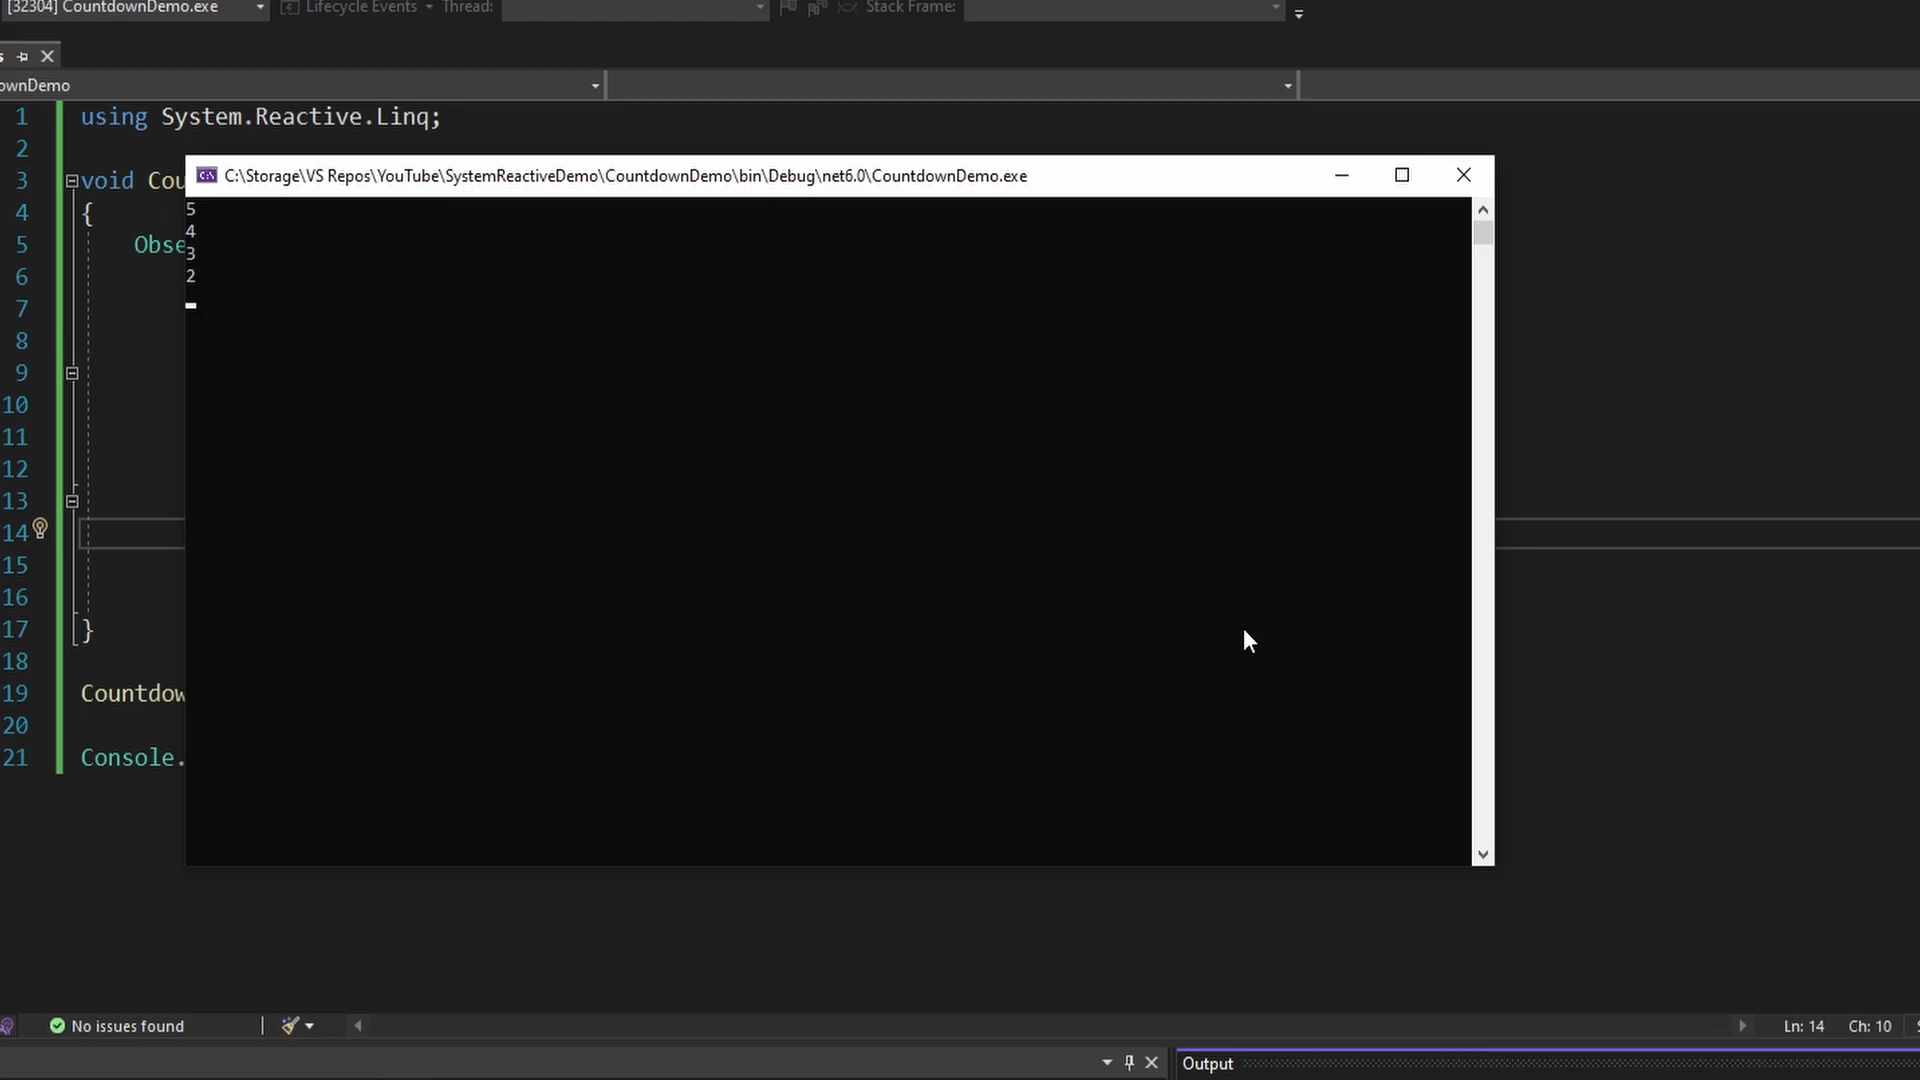 [32304] CountdownDemo.exe
Lifecycle Events
Thread:
Stack Frame:
s
ownDemo
1 using System.Reactive.Linq;
2
3 void Cou
4 {
5 Obse
6
7
8
9
10
11
12
13
14
15
16
17 }
18
19 Countdow
20
21 Console.
C:\Storage\VS Repos\YouTube\SystemReactiveDemo\CountdownDemo\bin\Debug\net6.0\CountdownDemo.exe
5
4
3
2
No issues found
Ln: 14 Ch: 10
Output